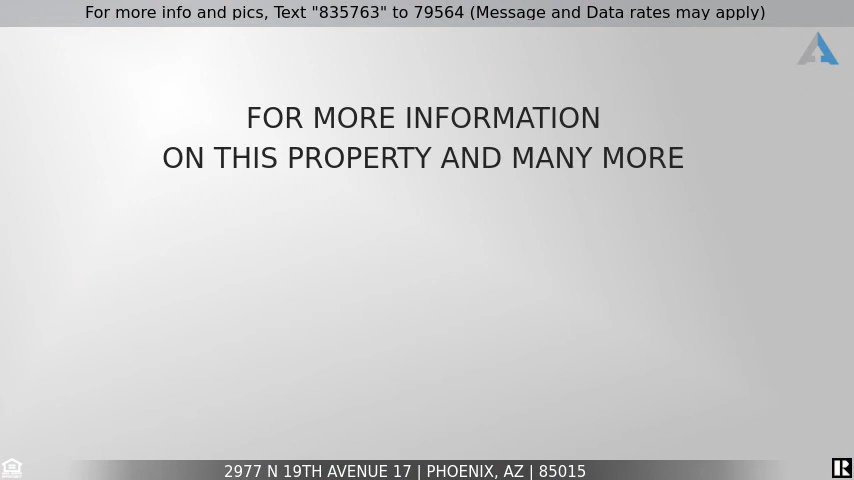 For more info and pics, Text "835763" to 79564 (Message and Data rates may apply)
FOR MORE INFORMATION
ON THIS PROPERTY AND MANY MORE
2977 N 19TH AVENUE 17 | PHOENIX, AZ | 85015